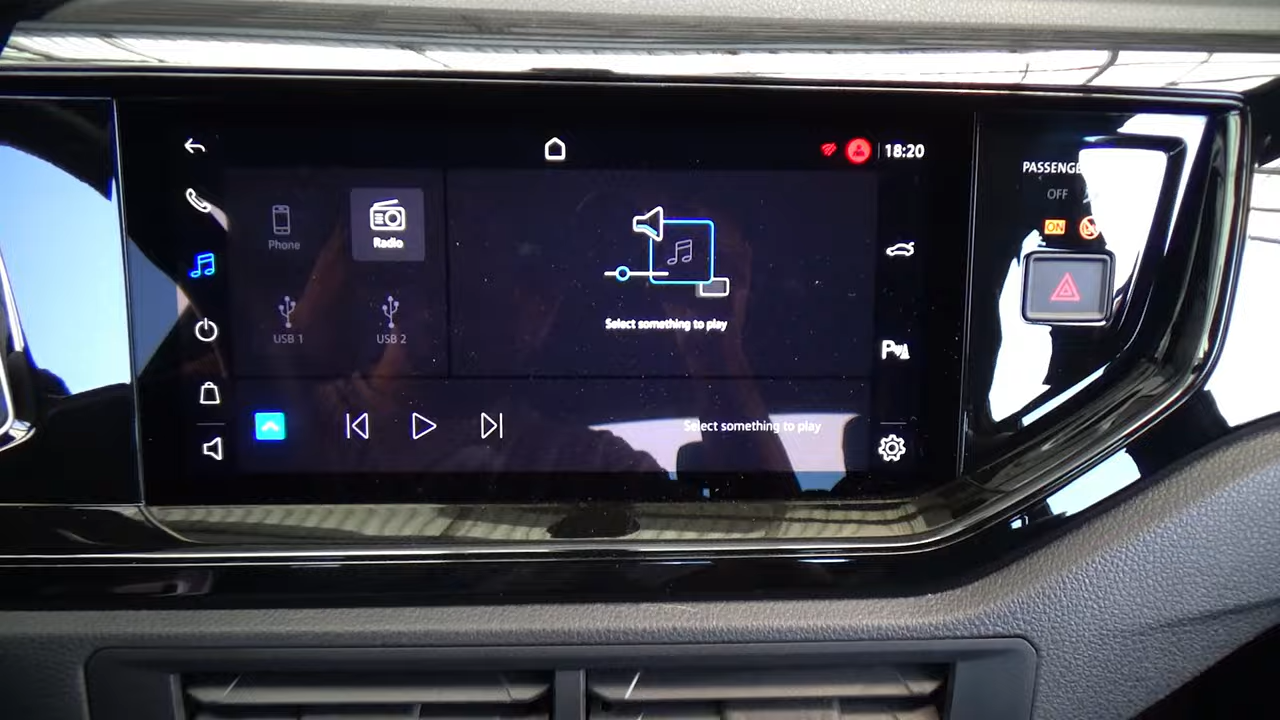 18:20
PASSENGE
OFF
ON
Phone
Radio
USB 1
USB 2
Select something to play
P
Select something to play